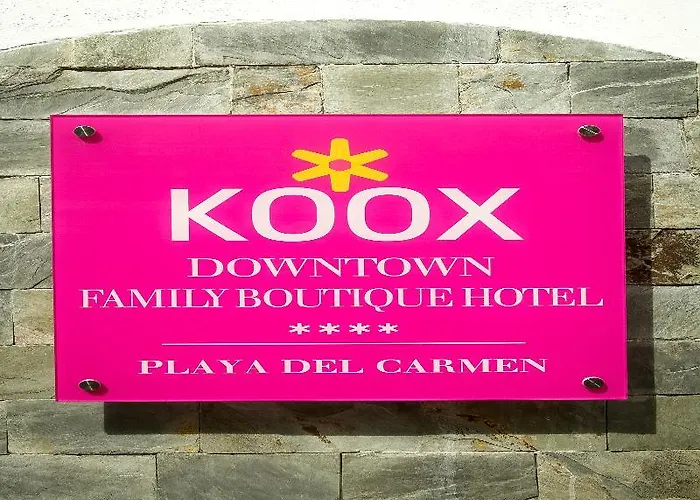 KOOX
DOWNTOWN
FAMILY BOUTIQUE HOTEL
****
PLAYA DEL CARMEN